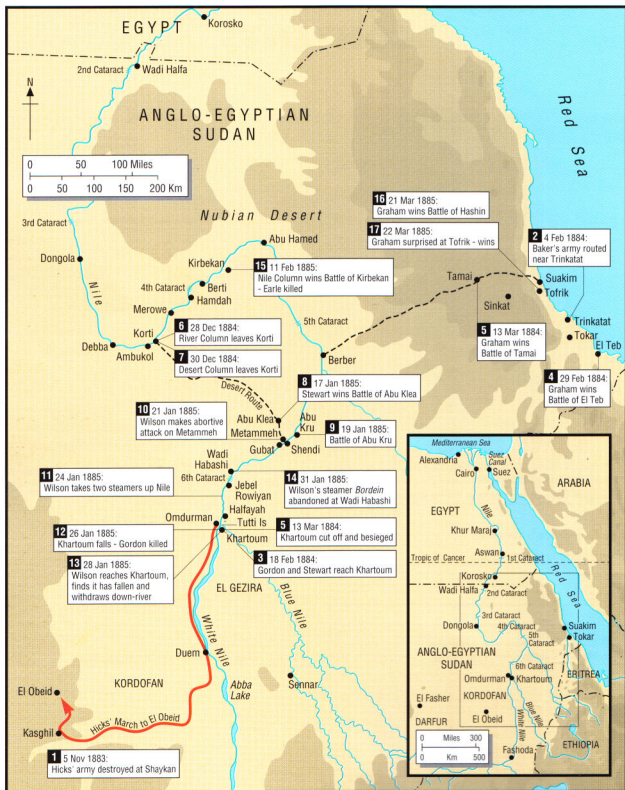 EGYPT
Korosko
2nd Cataract
Wadi Halfa
N
ANGLO-EGYPTIAN
SUDAN
0 50 100 Miles
0 50 100 150 200 Km
Red Sea
3rd Cataract
Nubian Desert
16 21 Mar 1885:
Graham wins Battle of Hashin
17 22 Mar 1885:
Graham surprised at Tofrik - wins
2 4 Feb 1884:
Baker's army routed
near Trinkatat
Abu Hamed
Dongola
Nile
Kirbekan
15 11 Feb 1885:
Nile Column wins Battle of Kirbekan
- Earle killed
4th Cataract
Berti
Hamdah
Merowe
Tamai
Suakim
Tofrik
Sinkat
Trinkatat
Tokar
El Teb
5th Cataract
Korti
Debba
Ambukol
6 28 Dec 1884:
River Column leaves Korti
7 30 Dec 1884:
Desert Column leaves Korti
Berber
5 13 Mar 1884:
Graham wins
Battle of Tamai
4 29 Feb 1884:
Graham wins
Battle of El Teb
Desert Route
8 17 Jan 1885:
Stewart wins Battle of Abu Klea
10 21 Jan 1885:
Wilson makes abortive
attack on Metammeh
Abu Klea
Metammeh
Gubat
Abu
Kru
Shendi
9 19 Jan 1885:
Battle of Abu Kru
Wadi
Habashi
6th Cataract
11 24 Jan 1885:
Wilson takes two steamers up Nile
14 31 Jan 1885:
Wilson's steamer Bordein
abandoned at Wadi Habashi
Jebel
Rowiyan
Halfayah
Omdurman
Tutti Is
Khartoum
12 26 Jan 1885:
Khartoum falls - Gordon killed
5 13 Mar 1884:
Khartoum cut off and besieged
13 28 Jan 1885:
Wilson reaches Khartoum,
finds it has fallen and
withdraws down-river
3 18 Feb 1884:
Gordon and Stewart reach Khartoum
EL GEZIRA
Blue Nile
White Nile
Duem
Abba
Lake
Sennar
El Obeid
KORDOFAN
Kasghil
Hicks' March to El Obeid
1 5 Nov 1883:
Hicks' army destroyed at Shaykan
Mediterranean Sea
Alexandria
Suez
Canal
Cairo
Suez
ARABIA
Nile
EGYPT
Khur Maraj
Aswan
Tropic of Cancer
1st Cataract
Korosko
Red Sea
Wadi Halfa
2nd Cataract
3rd Cataract
Dongola
4th Cataract
5th
Cataract
Suakim
Tokar
ANGLO-EGYPTIAN
SUDAN
6th Cataract
Omdurman
Khartoum
ERITREA
El Fasher
KORDOFAN
El Obeid
DARFUR
Blue Nile
White Nile
0 Miles 300
0 Km 500
Fashoda
ETHIOPIA